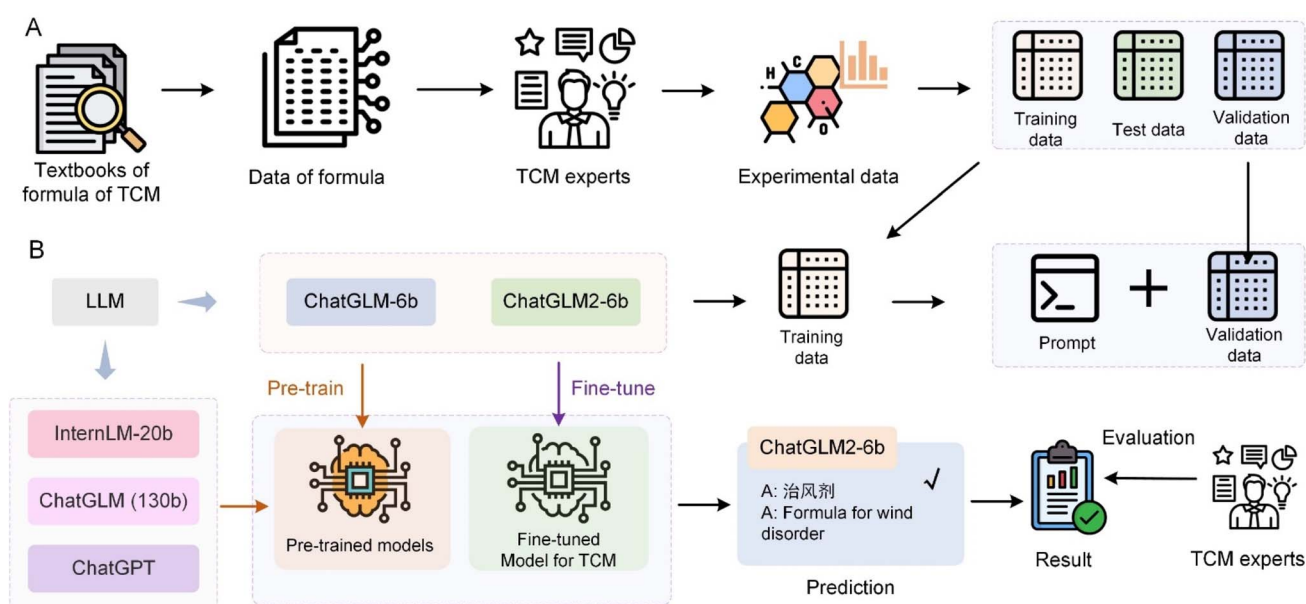 A
Textbooks of
formula of TCM
Data of formula
TCM experts
H
C
O
Experimental data
Training
data
Test data
Validation
data
B
LLM
ChatGLM-6b
ChatGLM2-6b
Training
data
Prompt
Validation
data
Pre-train
Fine-tune
InternLM-20b
ChatGLM (130b)
ChatGPT
Pre-trained models
Fine-tuned
Model for TCM
ChatGLM2-6b
A: 治风剂
A: Formula for wind
disorder
Prediction
Result
Evaluation
TCM experts